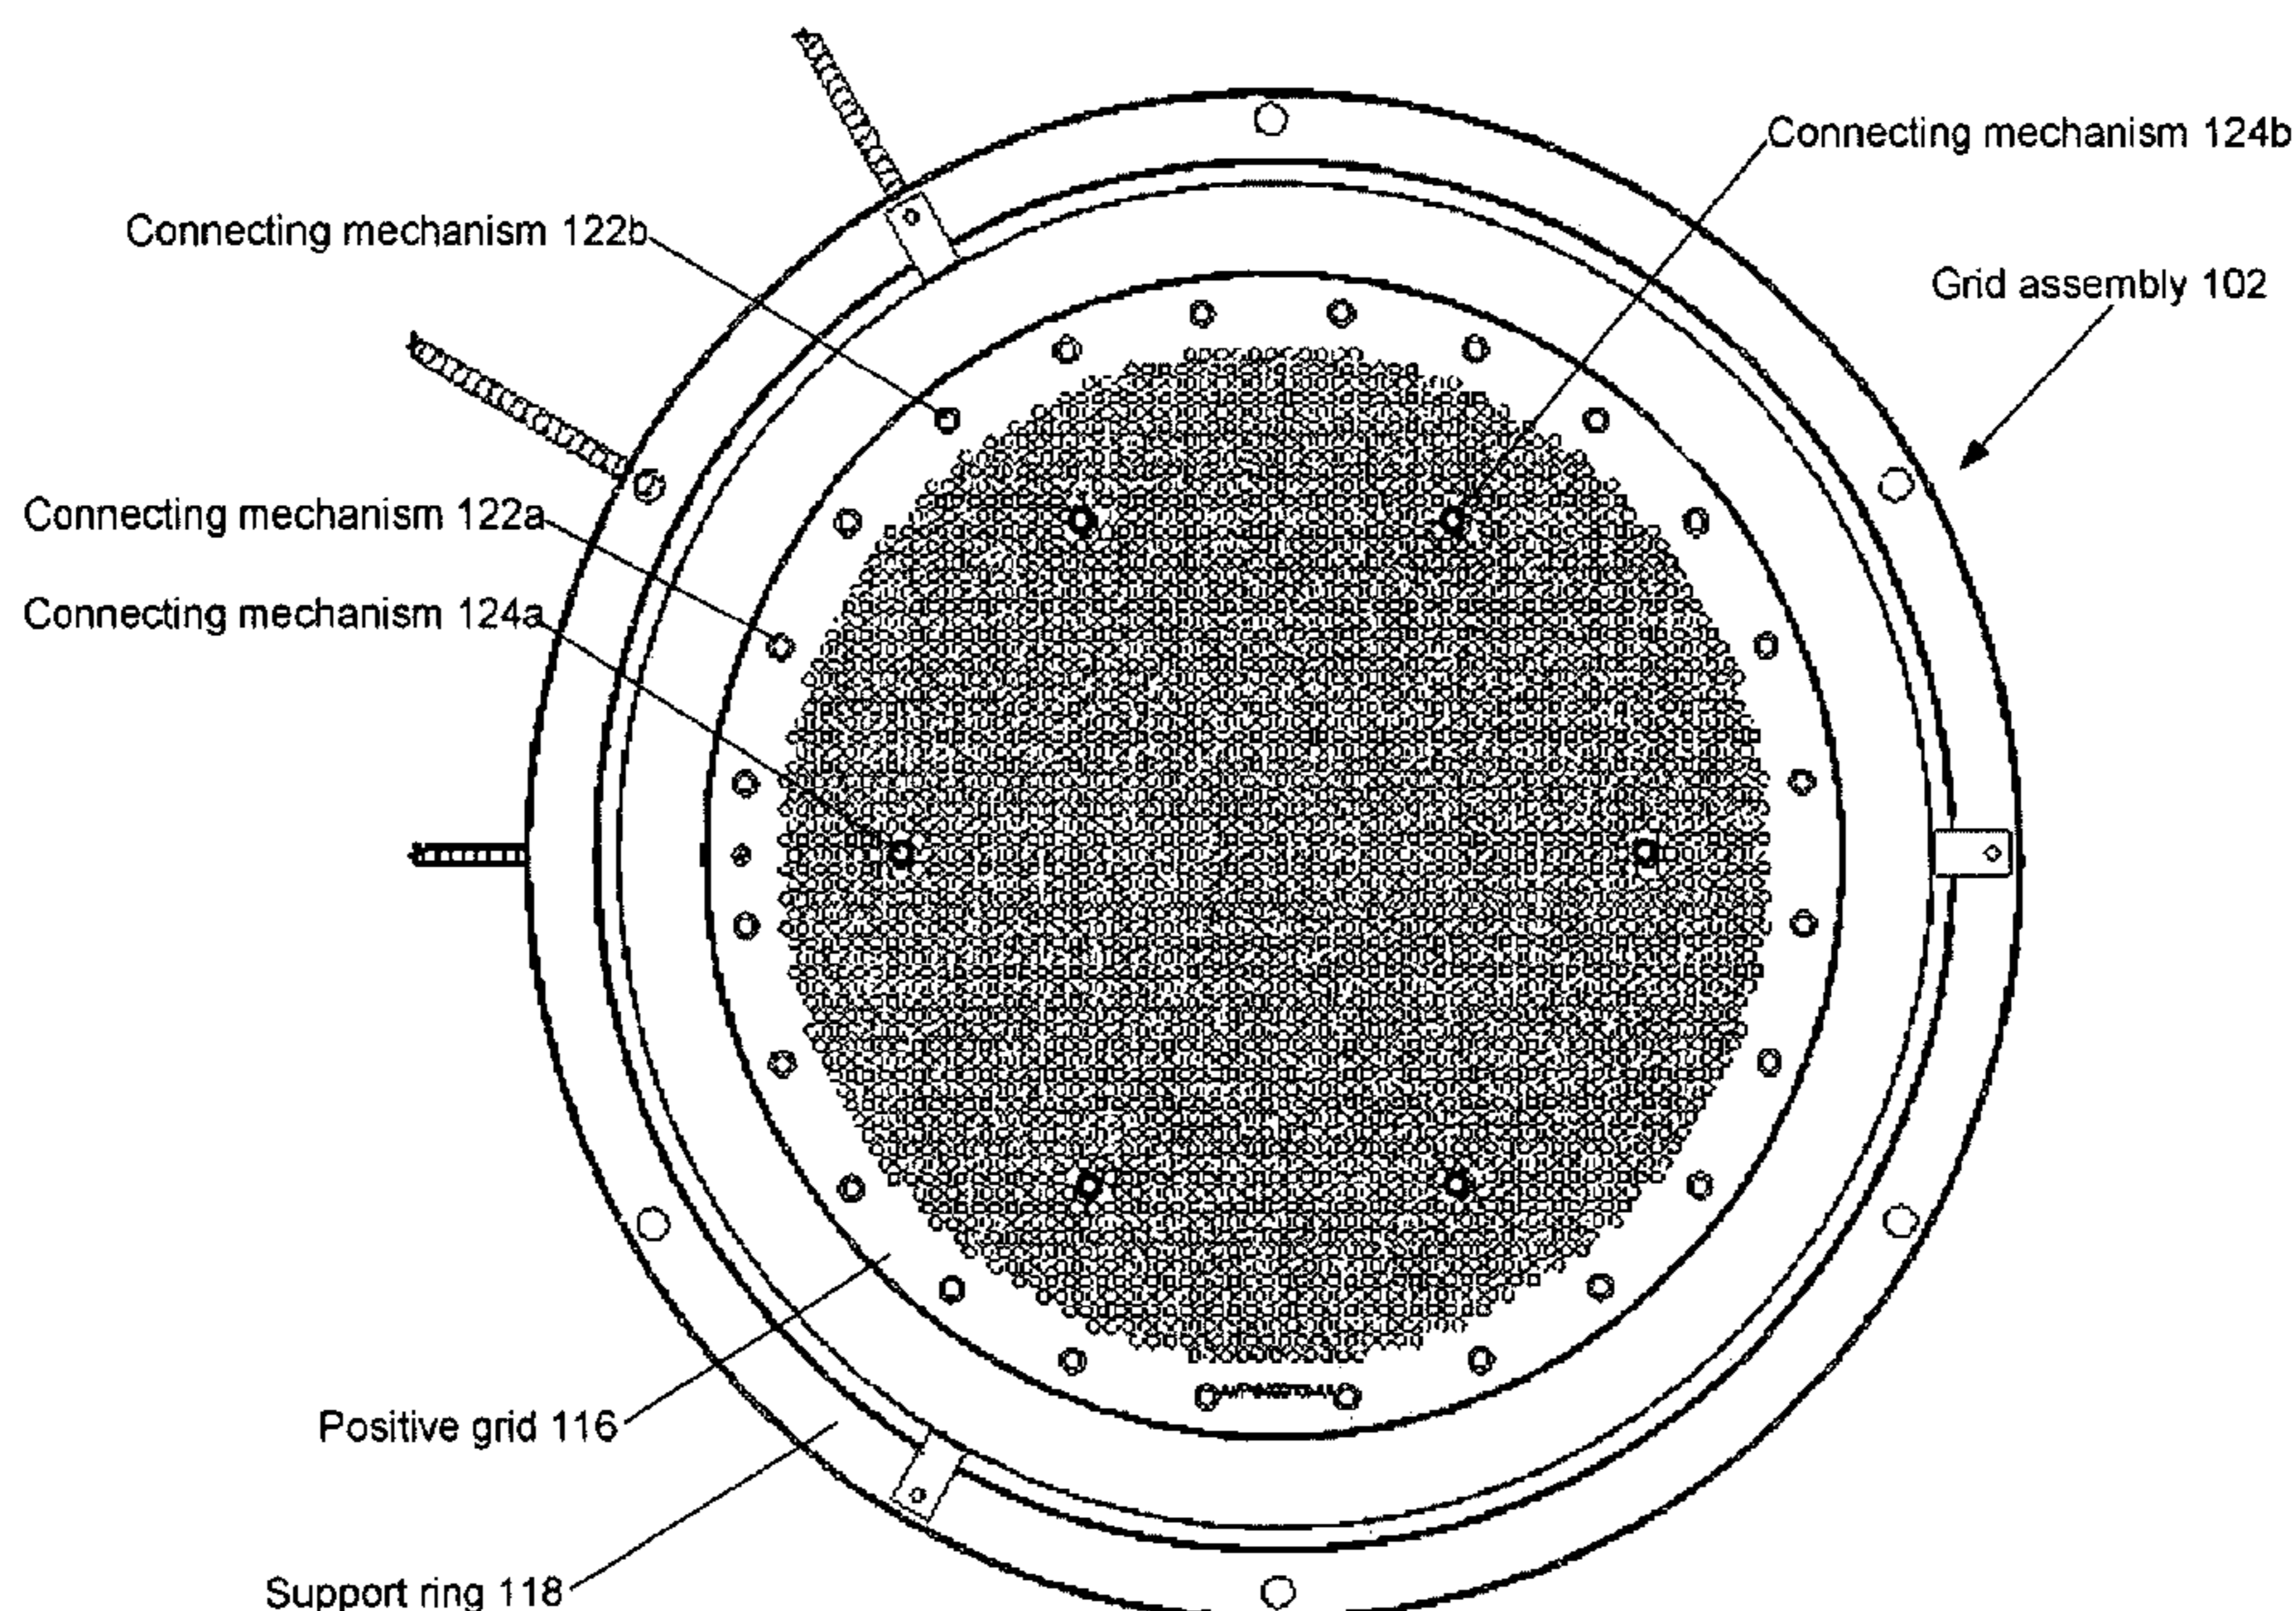 Connecting mechanism 124b
Connecting mechanism 122b
Grid assembly 102
Connecting mechanism 122a
Connecting mechanism 124a
Positive grid 116
Support ring 118